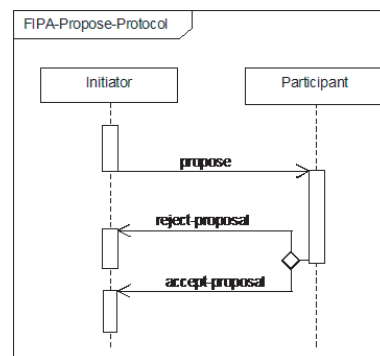 FIPA-Propose-Protocol
Initiator
Participant
propose
reject-proposal
accept-proposal